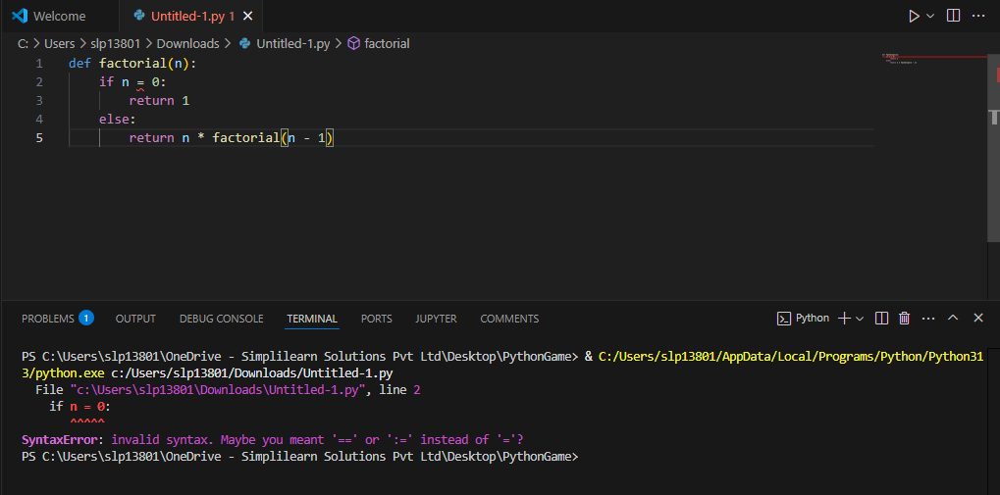 Welcome
Untitled-1.py 1
C: > Users > slp13801 > Downloads > Untitled-1.py > factorial
1 def factorial(n):
2     if n = 0:
3         return 1
4     else:
5         return n * factorial(n - 1)
PROBLEMS 1 OUTPUT DEBUG CONSOLE TERMINAL PORTS JUPYTER COMMENTS
Python
PS C:\Users\slp13801\OneDrive - Simplilearn Solutions Pvt Ltd\Desktop\PythonGame> & C:/Users/slp13801/AppData/Local/Programs/Python/Python31
3/python.exe c:/Users/slp13801/Downloads/Untitled-1.py
  File "c:\Users\slp13801\Downloads\Untitled-1.py", line 2
    if n = 0:
       ^^^^^
SyntaxError: invalid syntax. Maybe you meant '==' or ':=' instead of '='?
PS C:\Users\slp13801\OneDrive - Simplilearn Solutions Pvt Ltd\Desktop\PythonGame>